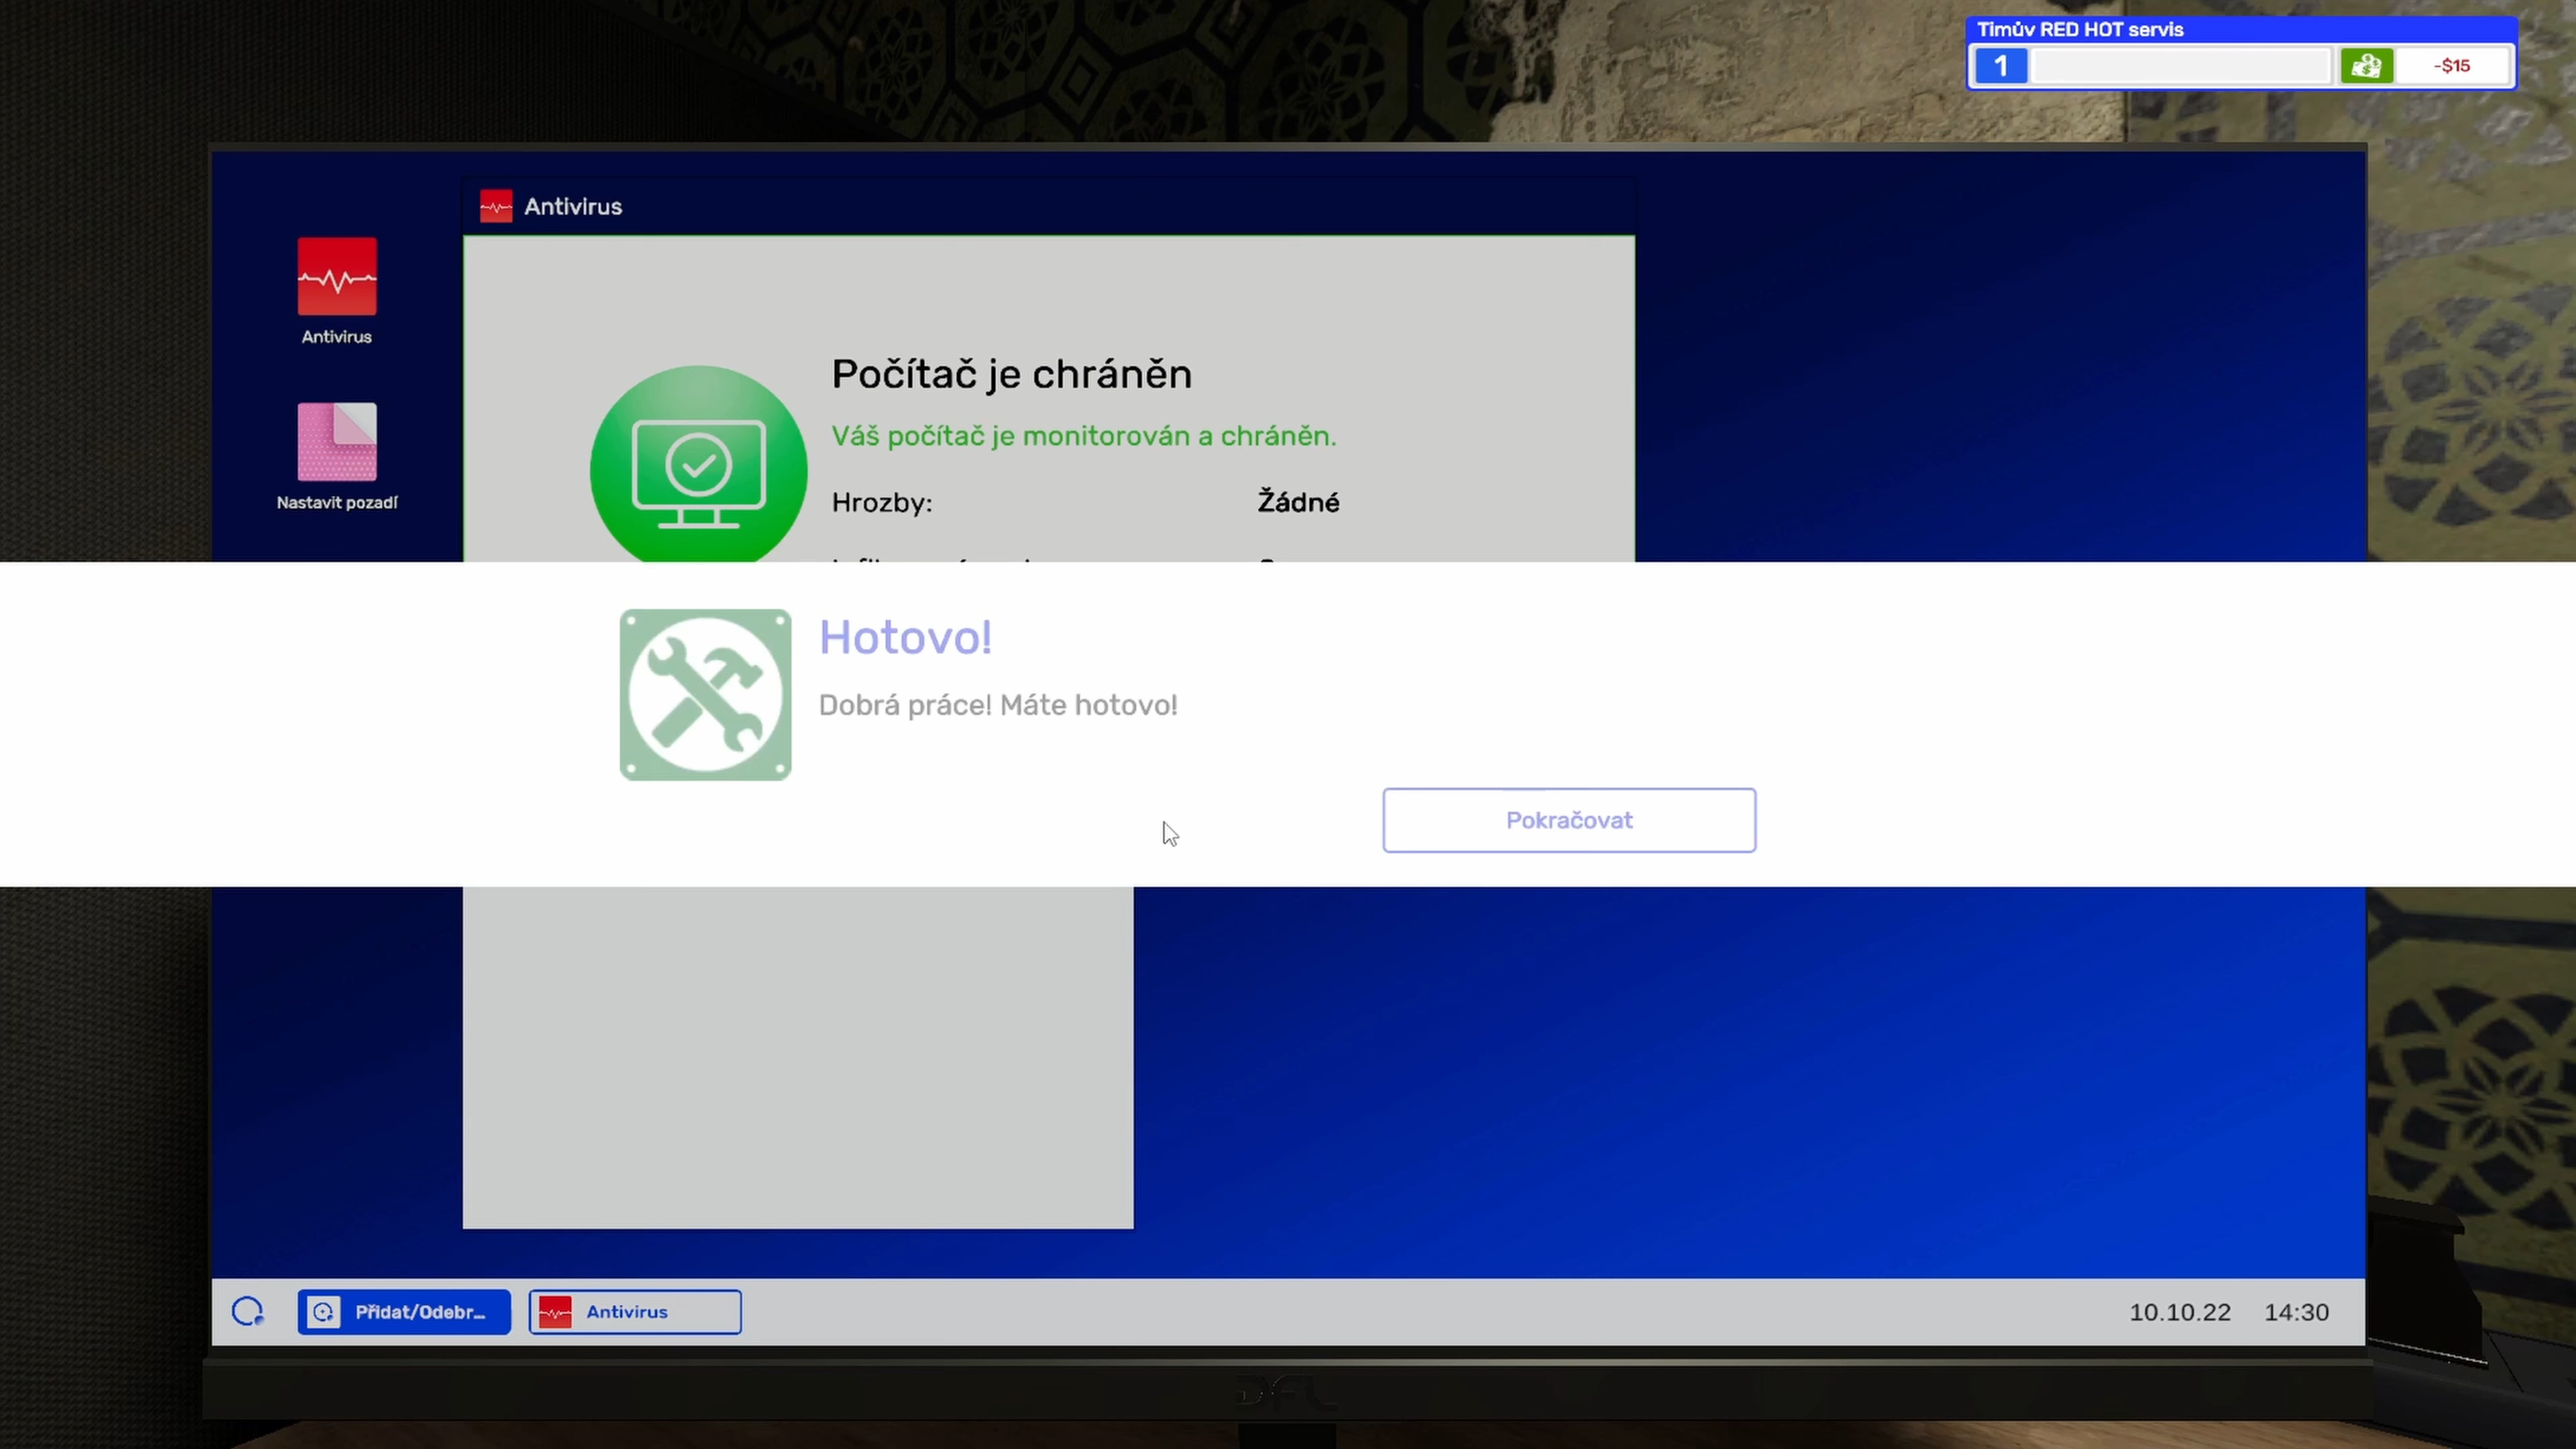 Timův RED HOT servis
1
-$15
Antivirus
Antivirus
Nastavit pozadí
Počítač je chráněn
Váš počítač je monitorován a chráněn.
Hrozby: Žádné
Hotovo!
Dobrá práce! Máte hotovo!
Pokračovat
Přidat/Odebr...
Antivirus
10.10.22 14:30